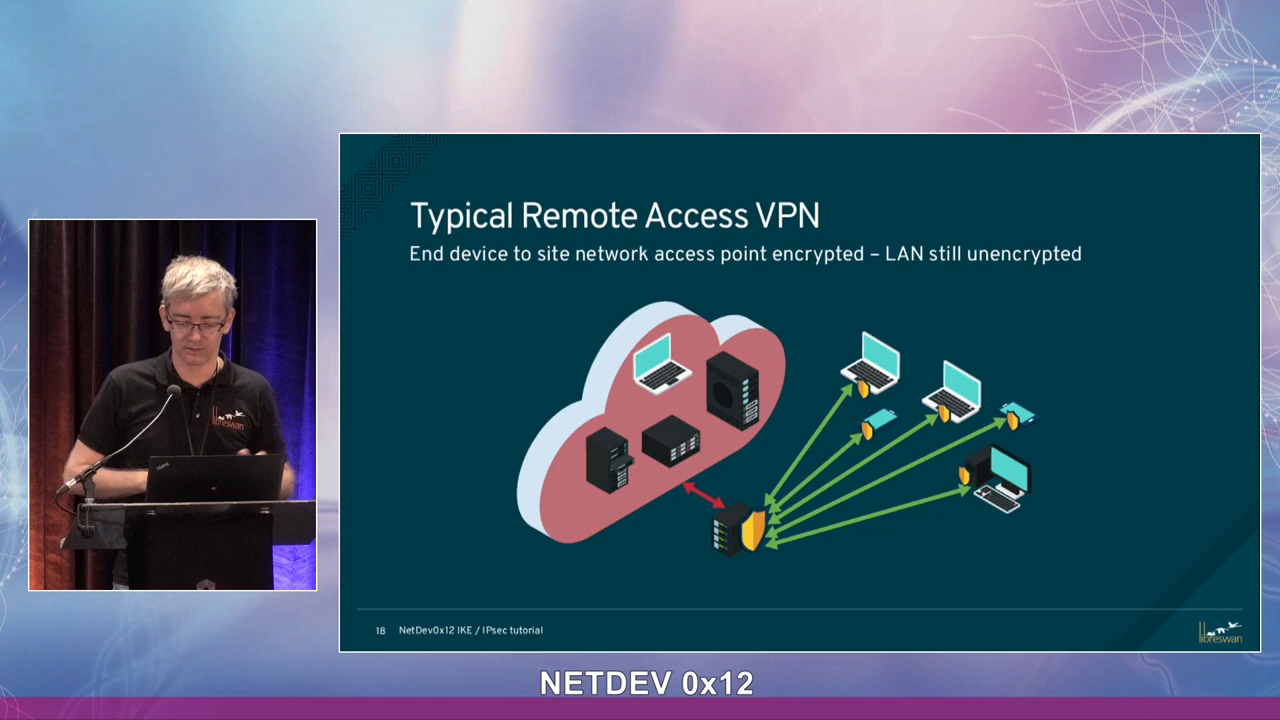 Typical Remote Access VPN
End device to site network access point encrypted – LAN still unencrypted
libreswan
18 NetDev0x12 IKE / IPsec tutorial
libreswan
NETDEV 0x12